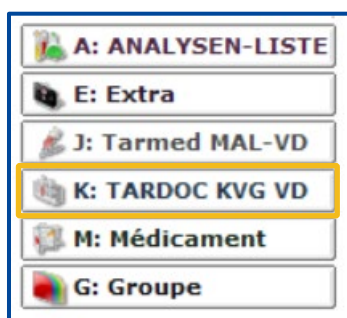 A: ANALYSEN-LISTE
E: Extra
J: Tarmed MAL-VD
K: TARDOC KVG VD
M: Médicament
G: Groupe